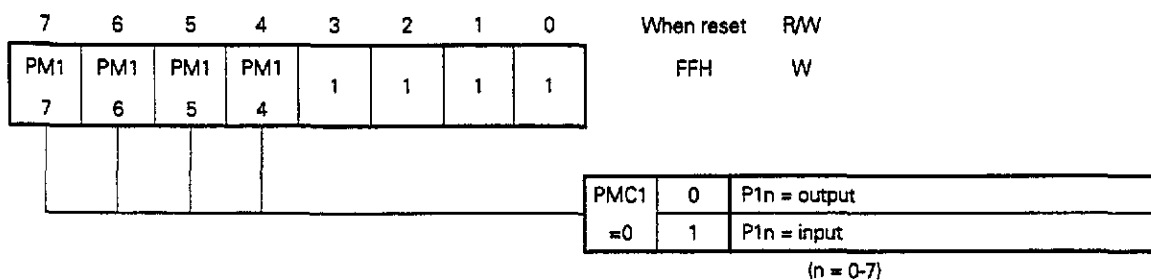 7 6 5 4 3 2 1 0 When reset R/W
PM1 PM1 PM1 PM1 1 1 1 1 FFH W
7 6 5 4
PMC1 0 P1n = output
=0 1 P1n = input
(n = 0-7)